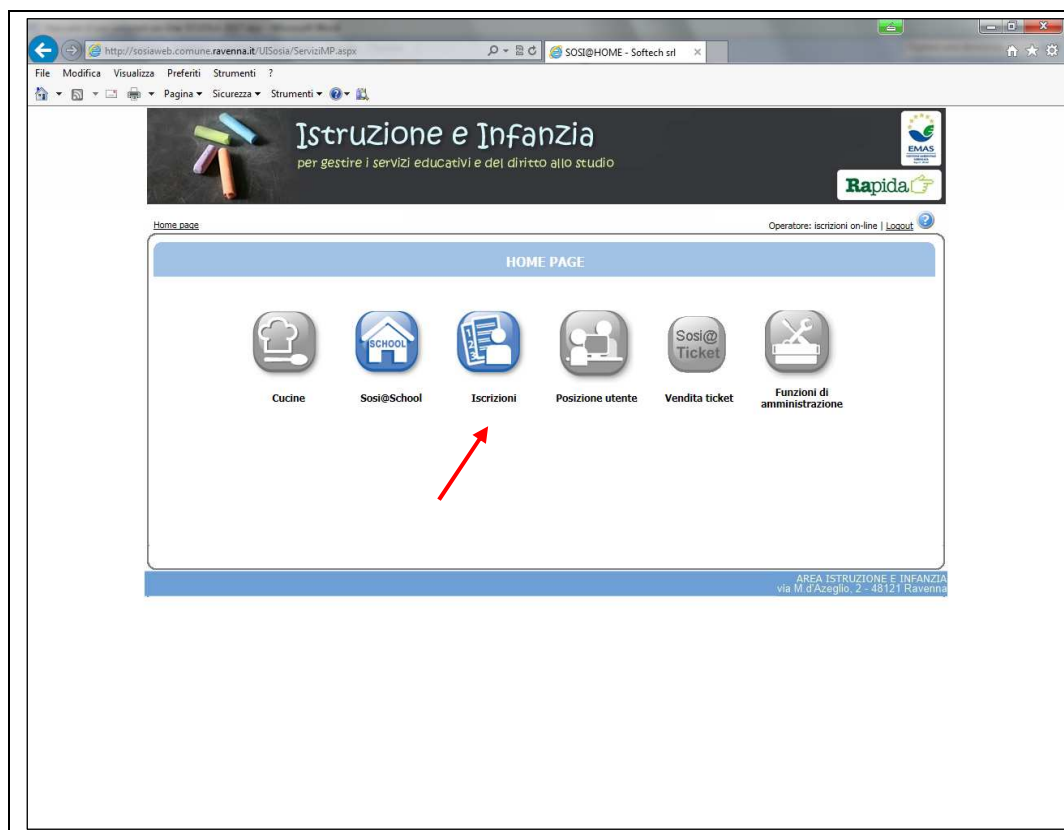 http://sosiaweb.comune.ravenna.it/UISosia/ServiziMP.aspx
SOSI@HOME - Softech srl
File Modifica Visualizza Preferiti Strumenti ?
Pagina Sicurezza Strumenti
Istruzione e Infanzia
per gestire i servizi educativi e del diritto allo studio
EMAS
Rapida
Home page
Operatore: iscrizioni on-line | Logout
HOME PAGE
SCHOOL
1
2
3
Sosi@
Ticket
Cucine
Sosi@School
Iscrizioni
Posizione utente
Vendita ticket
Funzioni di
amministrazione
AREA ISTRUZIONE E INFANZIA
via M.d'Azeglio, 2 - 48121 Ravenna